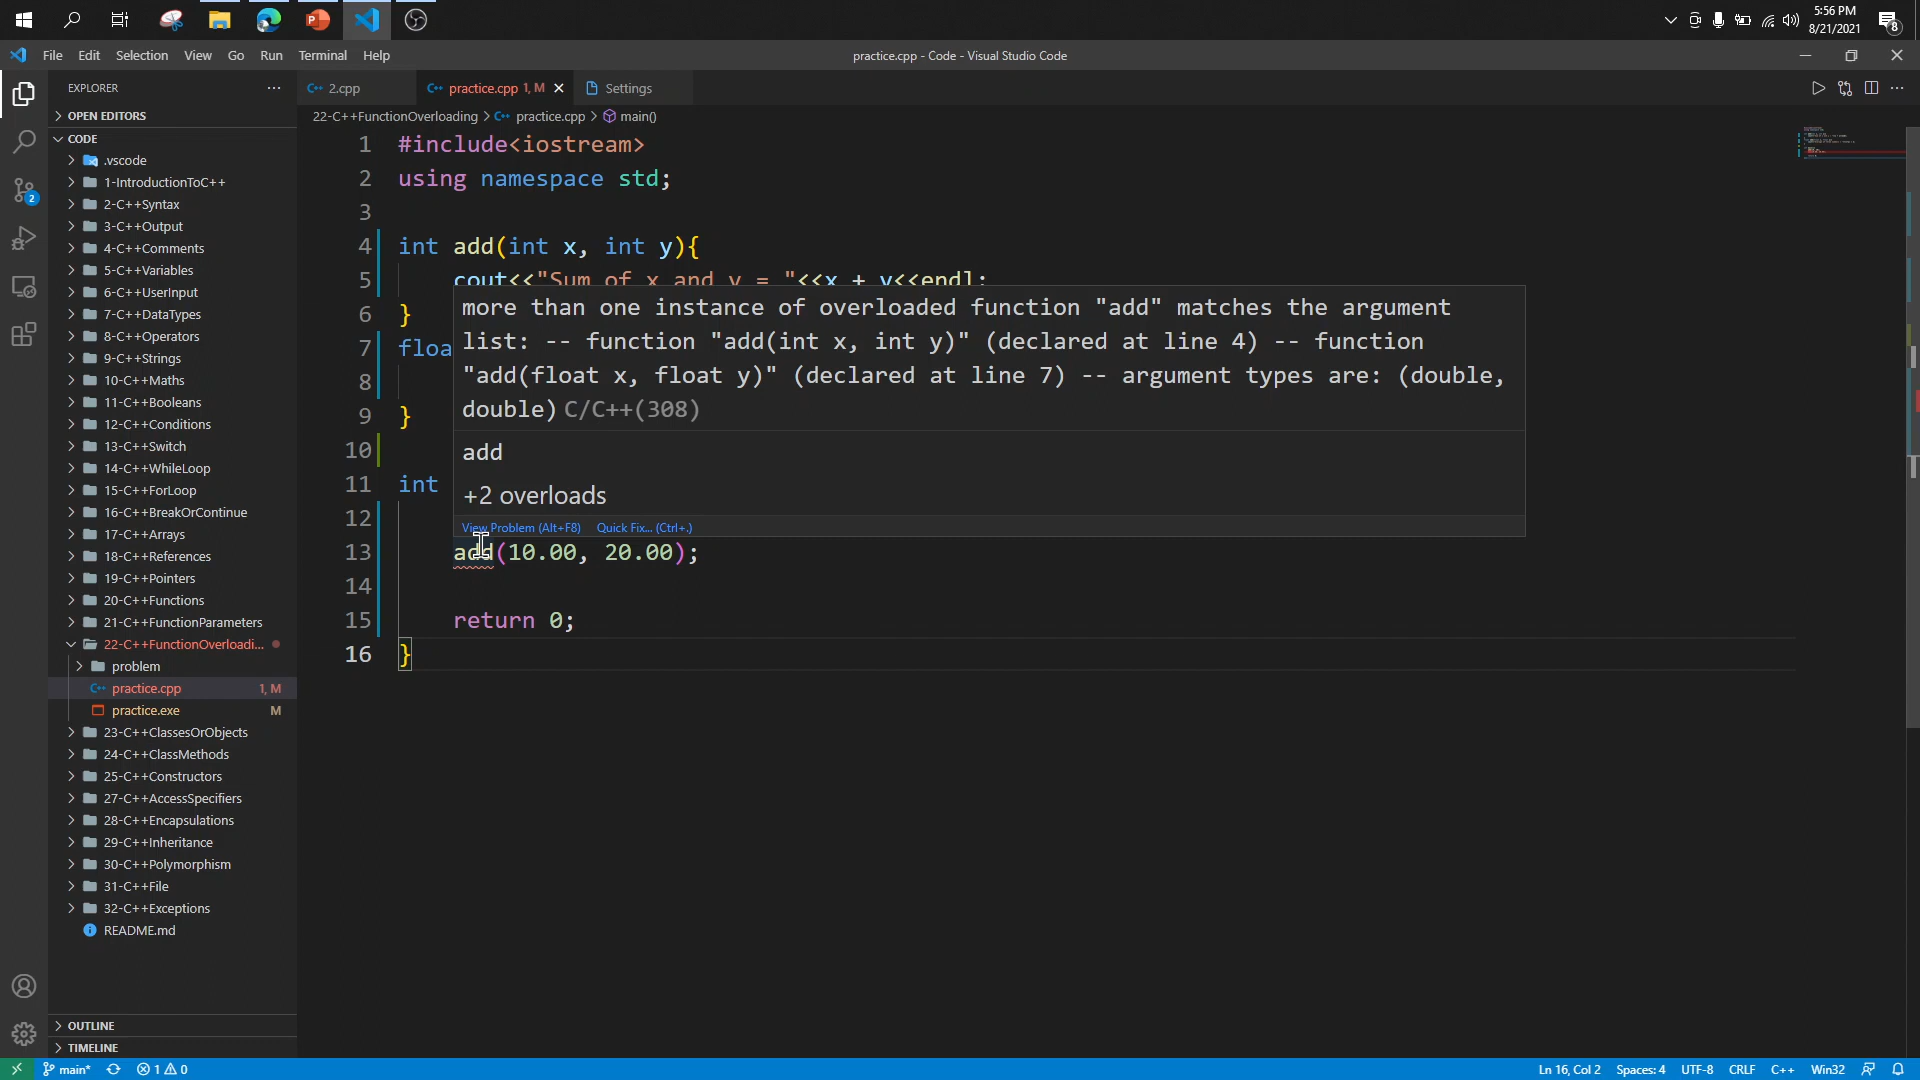 5:56 PM
8/21/2021
8
File Edit Selection View Go Run Terminal Help
practice.cpp - Code - Visual Studio Code
EXPLORER
2.cpp
practice.cpp 1, M
Settings
OPEN EDITORS
22-C++FunctionOverloading > practice.cpp > main()
CODE
.vscode
1-IntroductionToC++
2-C++Syntax
2
3-C++Output
4-C++Comments
5-C++Variables
6-C++UserInput
7-C++DataTypes
8-C++Operators
9-C++Strings
10-C++Maths
11-C++Booleans
12-C++Conditions
13-C++Switch
14-C++WhileLoop
15-C++ForLoop
16-C++BreakOrContinue
17-C++Arrays
18-C++References
19-C++Pointers
20-C++Functions
21-C++FunctionParameters
22-C++FunctionOverloadi...
problem
practice.cpp 1, M
practice.exe M
23-C++ClassesOrObjects
24-C++ClassMethods
25-C++Constructors
27-C++AccessSpecifiers
28-C++Encapsulations
29-C++Inheritance
30-C++Polymorphism
31-C++File
32-C++Exceptions
README.md
OUTLINE
TIMELINE
1 #include<iostream>
2 using namespace std;
3
4 int add(int x, int y){
5 cout<<"Sum of x and y = "<<x + y<<endl;
6 }
7 floa
8
9 }
10
11 int
12
13 add(10.00, 20.00);
14
15 return 0;
16 }
more than one instance of overloaded function "add" matches the argument
list: -- function "add(int x, int y)" (declared at line 4) -- function
"add(float x, float y)" (declared at line 7) -- argument types are: (double,
double) C/C++(308)
add
+2 overloads
View Problem (Alt+F8) Quick Fix... (Ctrl+.)
main* 1 0
Ln 16, Col 2 Spaces: 4 UTF-8 CRLF C++ Win32